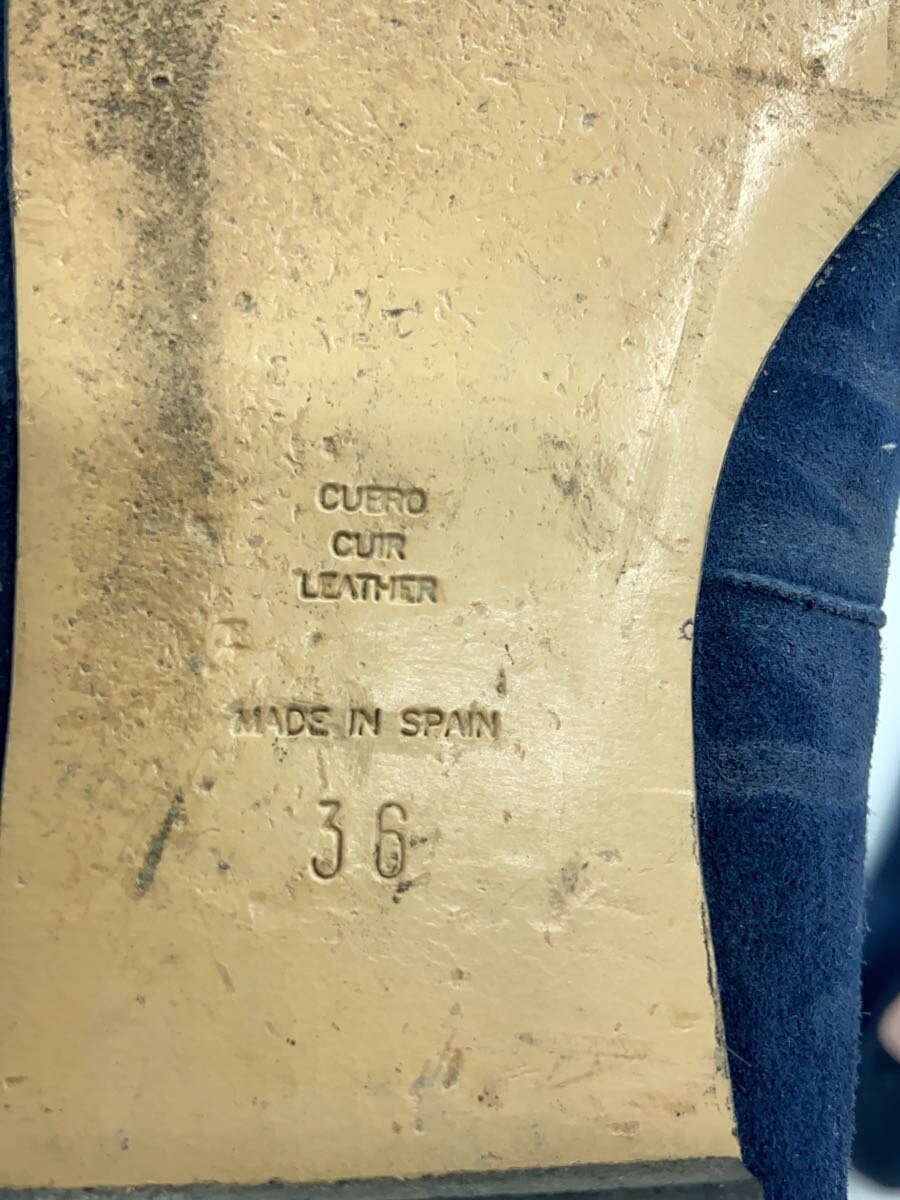 CUERO
CUIR
LEATHER
MADE IN SPAIN
36